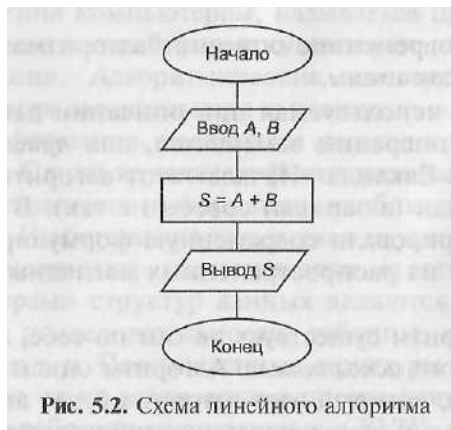 Начало
Ввод A, B
S = A + B
Вывод S
Конец
Рис. 5.2. Схема линейного алгоритма